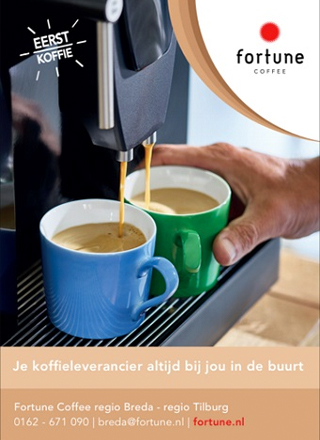 EERST
KOFFIE
fortune
COFFEE
Je koffieleverancier altijd bij jou in de buurt
Fortune Coffee regio Breda - regio Tilburg
0162 - 671 090 | breda@fortune.nl | fortune.nl